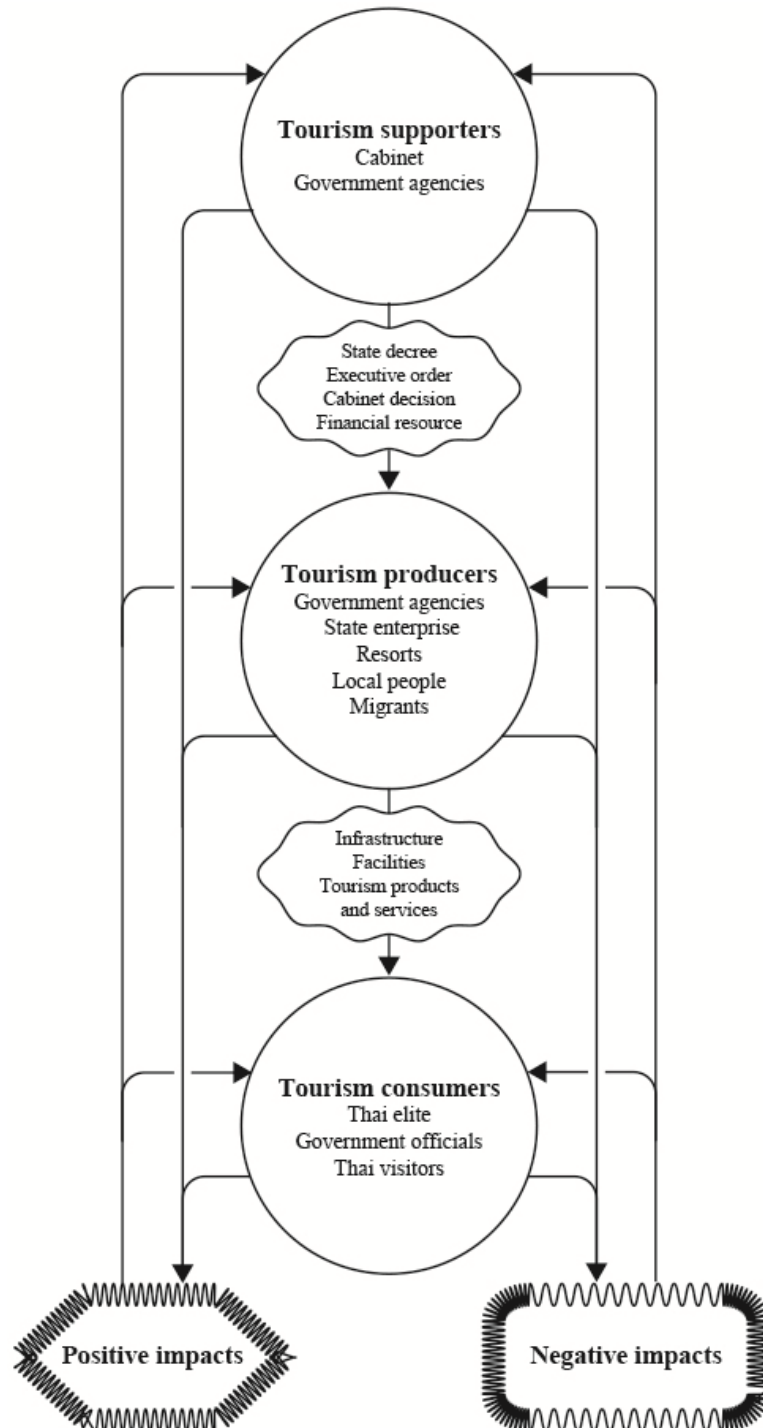 Tourism supporters
Cabinet
Government agencies
State decree
Executive order
Cabinet decision
Financial resource
Tourism producers
Government agencies
State enterprise
Resorts
Local people
Migrants
Infrastructure
Facilities
Tourism products
and services
Tourism consumers
Thai elite
Government officials
Thai visitors
Positive impacts
Negative impacts